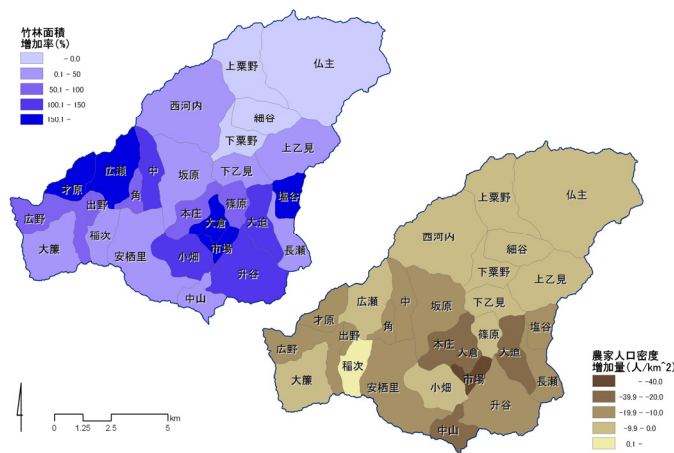 竹林面積
増加率(%)
- 0.0
0.1 - 50
50.1 - 100
100.1 - 150
150.1 -
上粟野
仏主
西河内
細谷
下粟野
上乙見
広瀬
中
坂原
下乙見
才原
塩谷
角
篠原
出野
広野
本庄
大倉
大迫
大簾
稲次
市場
安栖里
小畑
長瀬
升谷
中山
0 1.25 2.5 5
km
上粟野
仏主
西河内
細谷
下粟野
上乙見
広瀬
中
坂原
下乙見
才原
角
塩谷
出野
篠原
広野
本庄
大倉
大迫
稲次
市場
大簾
安栖里
小畑
長瀬
升谷
中山
農家人口密度
増加量(人/km^2)
- -40.0
-39.9 - -20.0
-19.9 - -10.0
-9.9 - 0.0
0.1 -